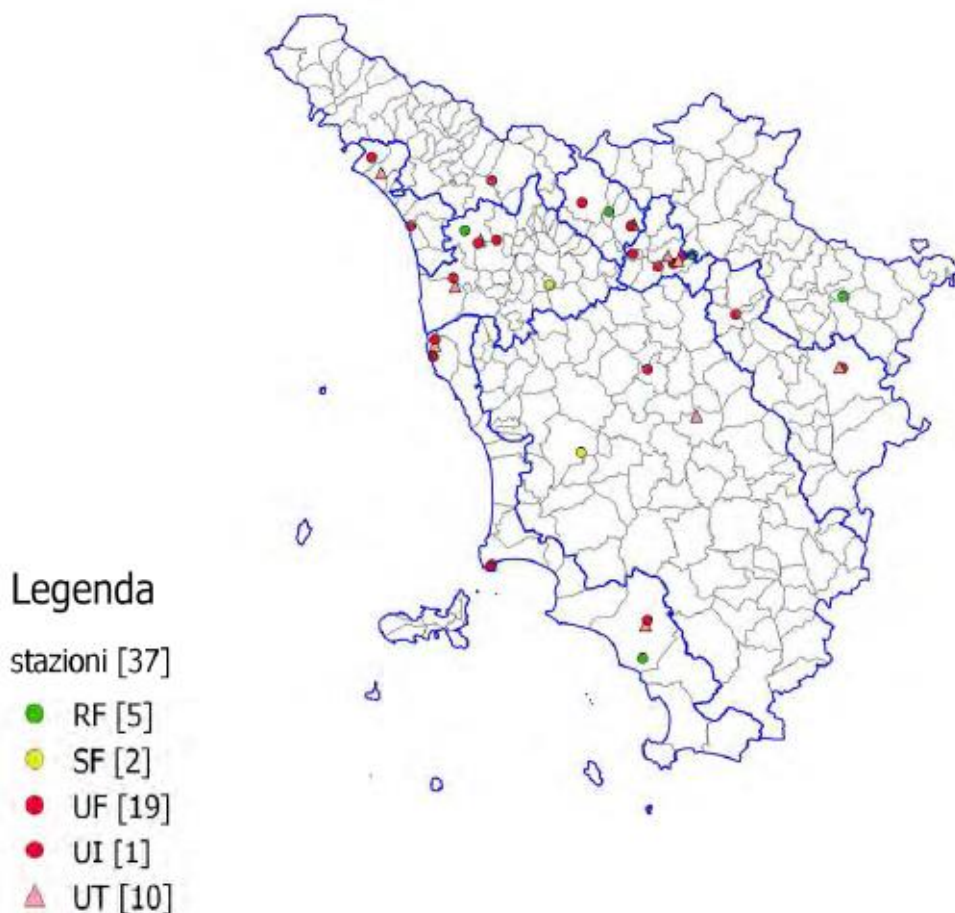 Legenda
stazioni [37]
RF [5]
SF [2]
UF [19]
UI [1]
UT [10]